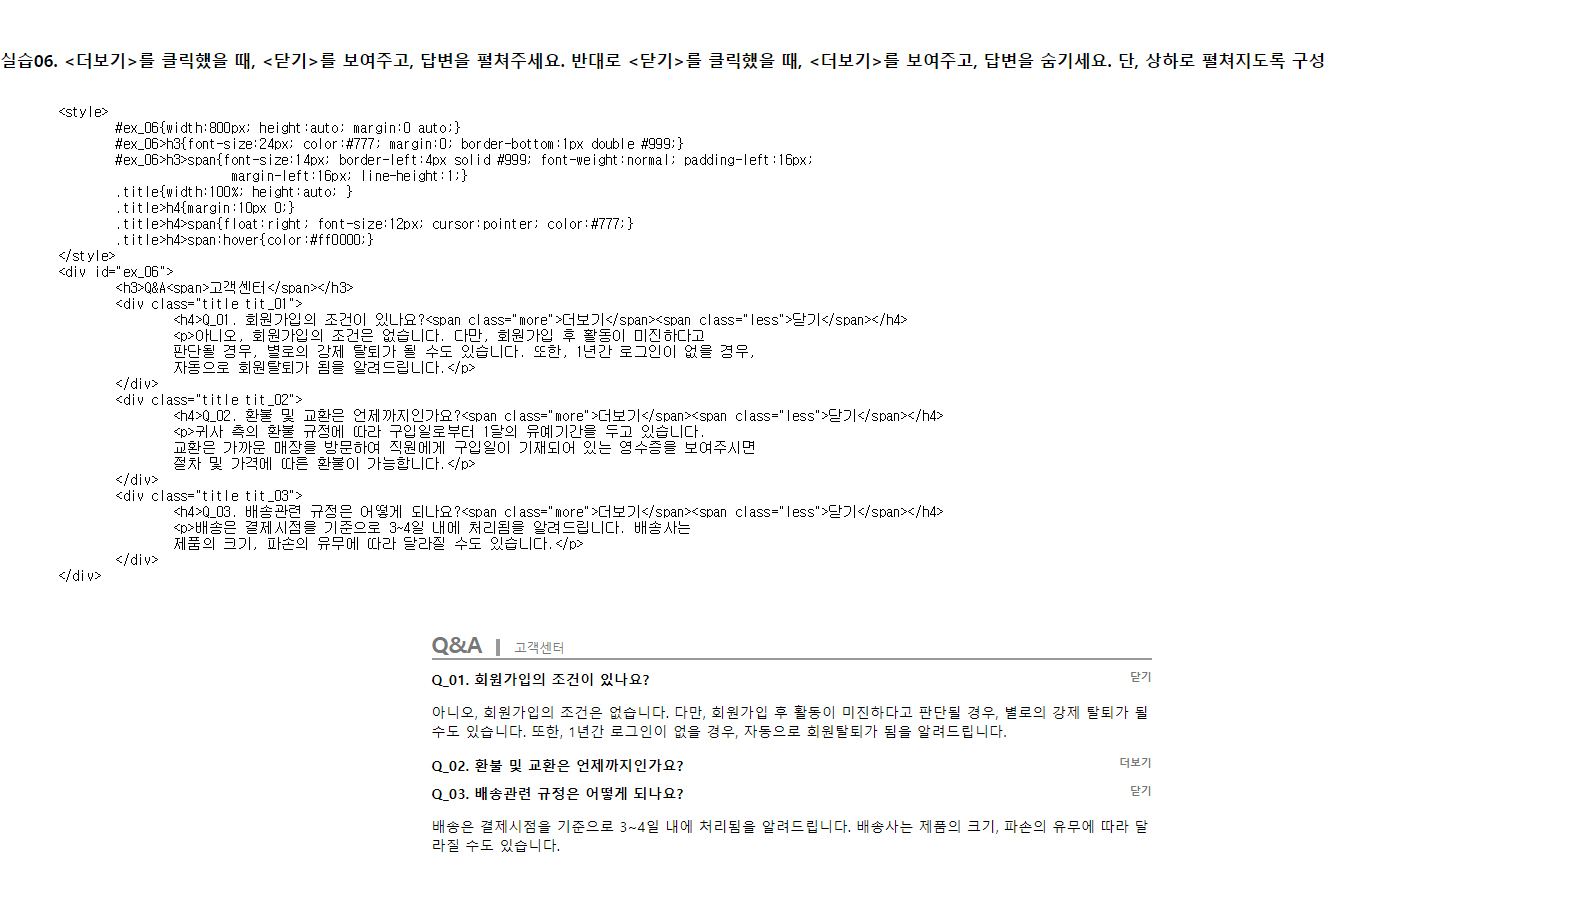 실습06. <더보기>를 클릭했을 때, <닫기>를 보여주고, 답변을 펼쳐주세요. 반대로 <닫기>를 클릭했을 때, <더보기>를 보여주고, 답변을 숨기세요. 단, 상하로 펼쳐지도록 구성
<style>
#ex_06{width:800px; height:auto; margin:0 auto;}
#ex_06>h3{font-size:24px; color:#777; margin:0; border-bottom:1px double #999;}
#ex_06>h3>span{font-size:14px; border-left:4px solid #999; font-weight:normal; padding-left:16px;
margin-left:16px; line-height:1;}
.title{width:100%; height:auto; }
.title>h4{margin:10px 0;}
.title>h4>span{float:right; font-size:12px; cursor:pointer; color:#777;}
.title>h4>span:hover{color:#ff0000;}
</style>
<div id="ex_06">
<h3>Q&A<span>고객센터</span></h3>
<div class="title tit_01">
<h4>Q_01. 회원가입의 조건이 있나요?<span class="more">더보기</span><span class="less">닫기</span></h4>
<p>아니오, 회원가입의 조건은 없습니다. 다만, 회원가입 후 활동이 미진하다고
판단될 경우, 별로의 강제 탈퇴가 될 수도 있습니다. 또한, 1년간 로그인이 없을 경우,
자동으로 회원탈퇴가 됨을 알려드립니다.</p>
</div>
<div class="title tit_02">
<h4>Q_02. 환불 및 교환은 언제까지인가요?<span class="more">더보기</span><span class="less">닫기</span></h4>
<p>귀사 측의 환불 규정에 따라 구입일로부터 1달의 유예기간을 두고 있습니다.
교환은 가까운 매장을 방문하여 직원에게 구입일이 기재되어 있는 영수증을 보여주시면
절차 및 가격에 따른 환불이 가능합니다.</p>
</div>
<div class="title tit_03">
<h4>Q_03. 배송관련 규정은 어떻게 되나요?<span class="more">더보기</span><span class="less">닫기</span></h4>
<p>배송은 결제시점을 기준으로 3~4일 내에 처리됨을 알려드립니다. 배송사는
제품의 크기, 파손의 유무에 따라 달라질 수도 있습니다.</p>
</div>
</div>
Q&A 고객센터
Q_01. 회원가입의 조건이 있나요? 닫기
아니오, 회원가입의 조건은 없습니다. 다만, 회원가입 후 활동이 미진하다고 판단될 경우, 별로의 강제 탈퇴가 될
수도 있습니다. 또한, 1년간 로그인이 없을 경우, 자동으로 회원탈퇴가 됨을 알려드립니다.
Q_02. 환불 및 교환은 언제까지인가요? 더보기
Q_03. 배송관련 규정은 어떻게 되나요? 닫기
배송은 결제시점을 기준으로 3~4일 내에 처리됨을 알려드립니다. 배송사는 제품의 크기, 파손의 유무에 따라 달
라질 수도 있습니다.